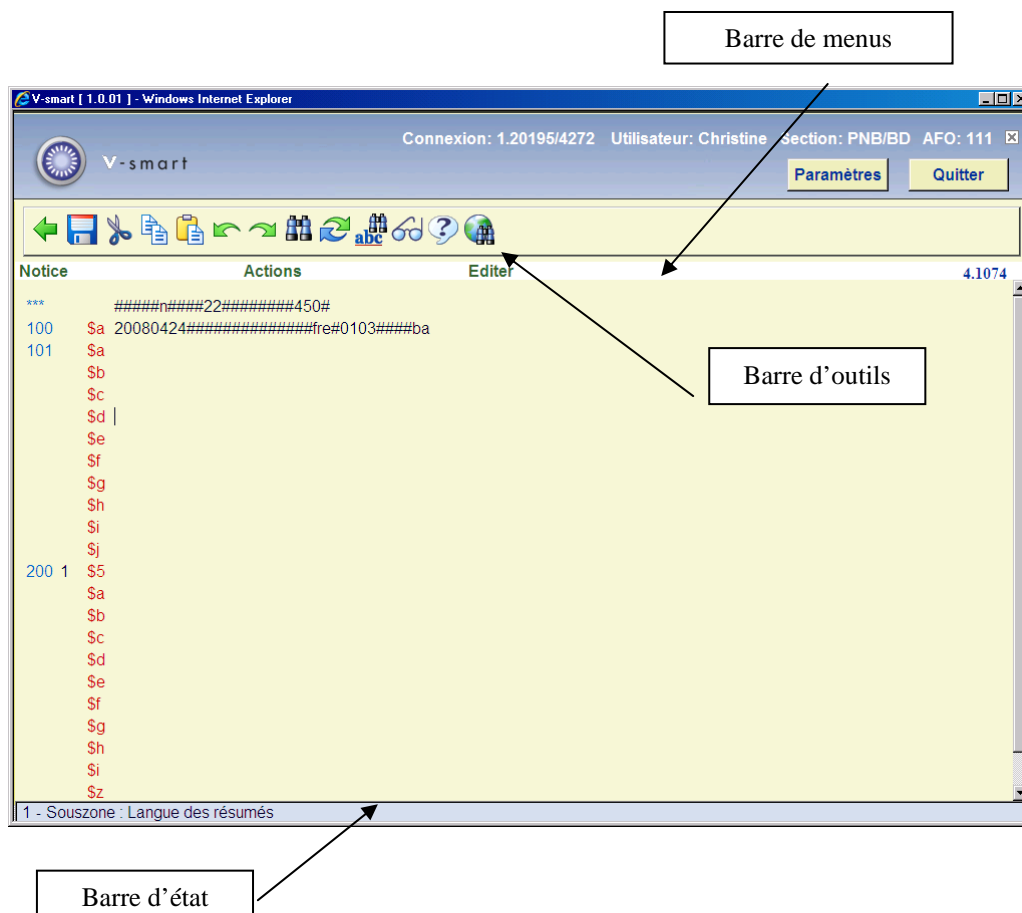 Barre de menus
V-smart [ 1.0.01 ] - Windows Internet Explorer
Connexion: 1.20195/4272 Utilisateur: Christine Section: PNB/BD AFO: 111
V-smart
Paramètres Quitter
abc
Notice Actions Editer 4.1074
*** #####n####22########450#
100 $a 20080424##############fre#0103####ba
101 $a
$b
$c
$d
$e
$f
$g
$h
$i
$j
200 1 $5
$a
$b
$c
$d
$e
$f
$g
$h
$i
$z
Barre d’outils
1 - Souszone : Langue des résumés
Barre d’état